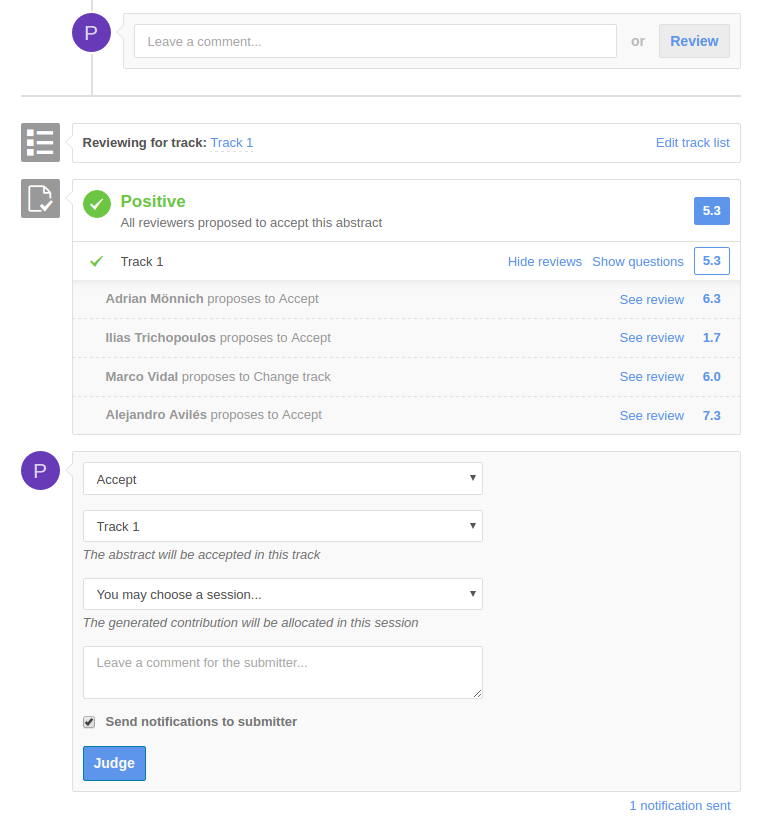 P
Leave a comment... or Review
Reviewing for track: Track 1 Edit track list
Positive
All reviewers proposed to accept this abstract 5.3
Track 1 Hide reviews Show questions 5.3
Adrian Mönnich proposes to Accept See review 6.3
Ilias Trichopoulos proposes to Accept See review 1.7
Marco Vidal proposes to Change track See review 6.0
Alejandro Avilés proposes to Accept See review 7.3
P
Accept
Track 1
The abstract will be accepted in this track
You may choose a session...
The generated contribution will be allocated in this session
Leave a comment for the submitter...
Send notifications to submitter
Judge
1 notification sent